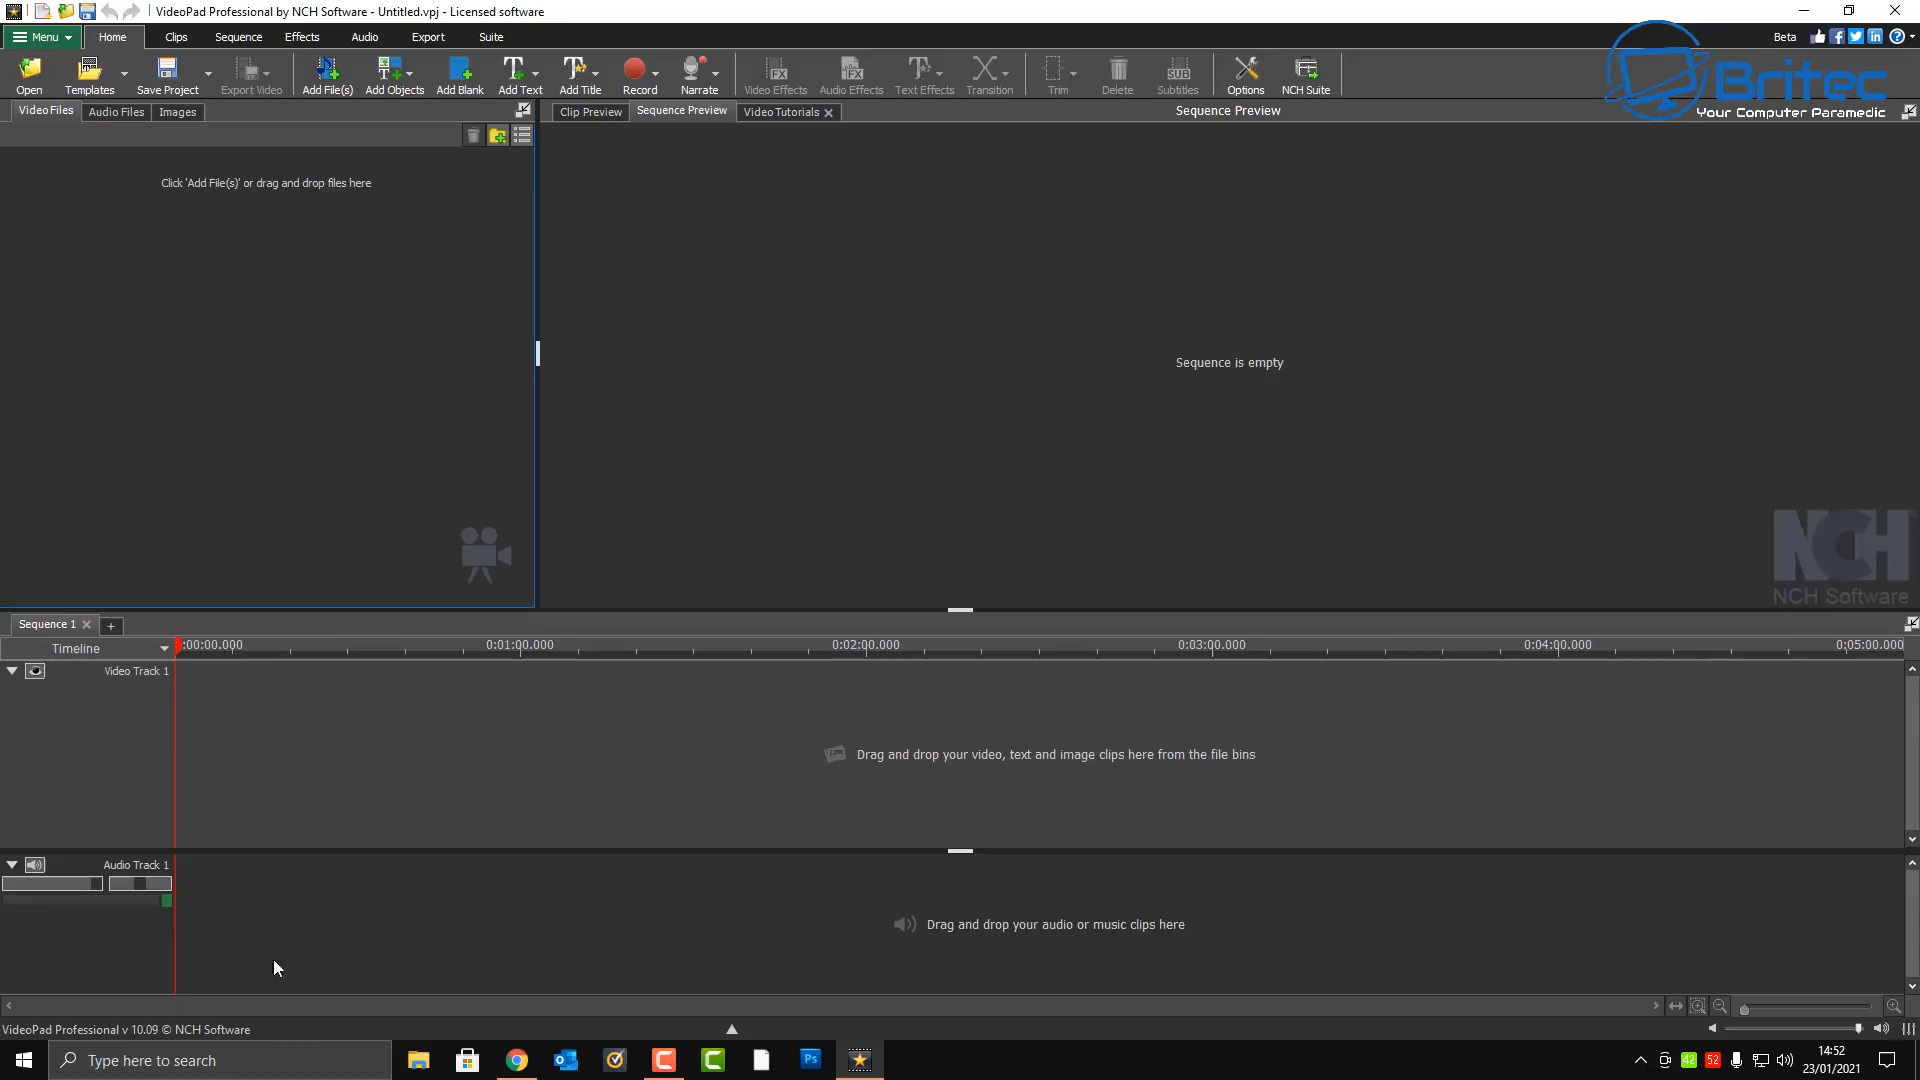 VideoPad Professional by NCH Software - Untitled.vpj - Licensed software
Menu Home Clips Sequence Effects Audio Export Suite Beta
Open Templates Save Project Export Video Add File(s) Add Objects Add Blank Add Text Add Title Record Narrate Video Effects Audio Effects Text Effects Transition Trim Delete Subtitles Options NCH Suite
Britec
Your Computer Paramedic
Video Files Audio Files Images
Clip Preview Sequence Preview Video Tutorials Sequence Preview
Click 'Add File(s)' or drag and drop files here
Sequence is empty
NCH
NCH Software
Sequence 1
Timeline :00:00.000 0:01:00.000 0:02:00.000 0:03:00.000 0:04:00.000 0:05:00.000
Video Track 1
Drag and drop your video, text and image clips here from the file bins
Audio Track 1
Drag and drop your audio or music clips here
VideoPad Professional v 10.09 © NCH Software
Type here to search
Ps
42 52
14:52
23/01/2021